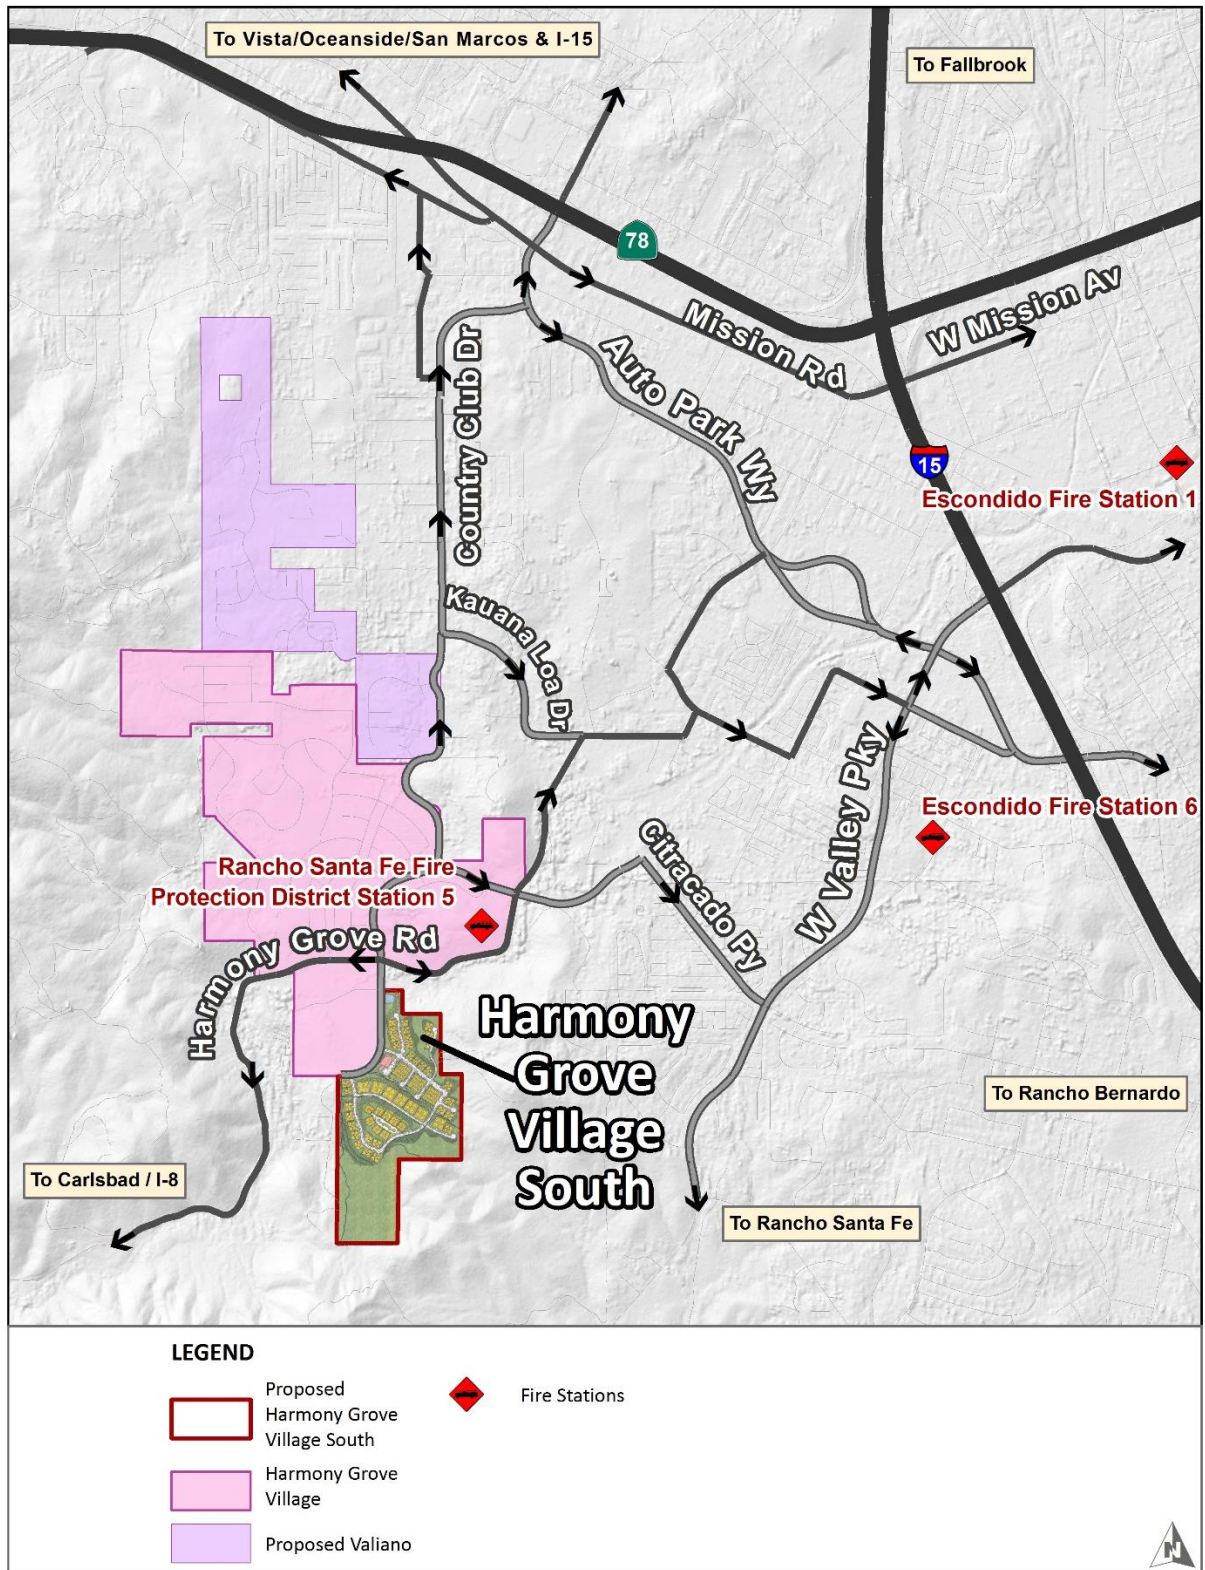 To Vista/Oceanside/San Marcos & I-15
To Fallbrook
78
Mission Rd
W Mission Av
Country Club Dr
Auto Park Wy
15
Escondido Fire Station 1
Kauana Loa Dr
W Valley Pky
Escondido Fire Station 6
Citracado Py
Rancho Santa Fe Fire
Protection District Station 5
Harmony Grove Rd
Harmony
Grove
Village
South
To Rancho Bernardo
To Carlsbad / I-8
To Rancho Santa Fe
LEGEND
Proposed
Harmony Grove
Village South
Fire Stations
Harmony Grove
Village
Proposed Valiano
N